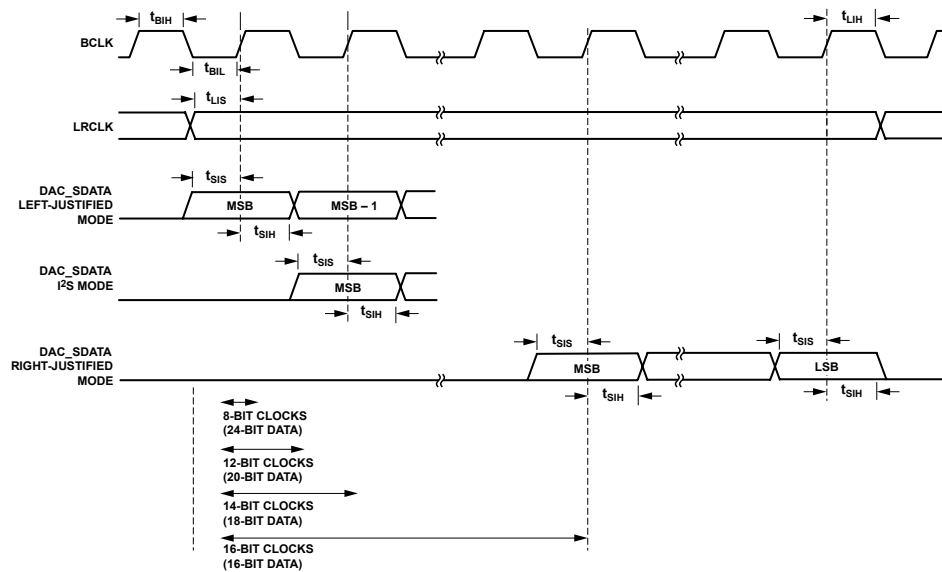 tBIH
tLIH
BCLK
tBIL
tLIS
LRCLK
tSIS
DAC_SDATA
LEFT-JUSTIFIED
MODE
MSB
MSB – 1
tSIH
tSIS
DAC_SDATA
I2S MODE
MSB
tSIH
DAC_SDATA
RIGHT-JUSTIFIED
MODE
tSIS
tSIS
MSB
LSB
tSIH
tSIH
8-BIT CLOCKS
(24-BIT DATA)
12-BIT CLOCKS
(20-BIT DATA)
14-BIT CLOCKS
(18-BIT DATA)
16-BIT CLOCKS
(16-BIT DATA)